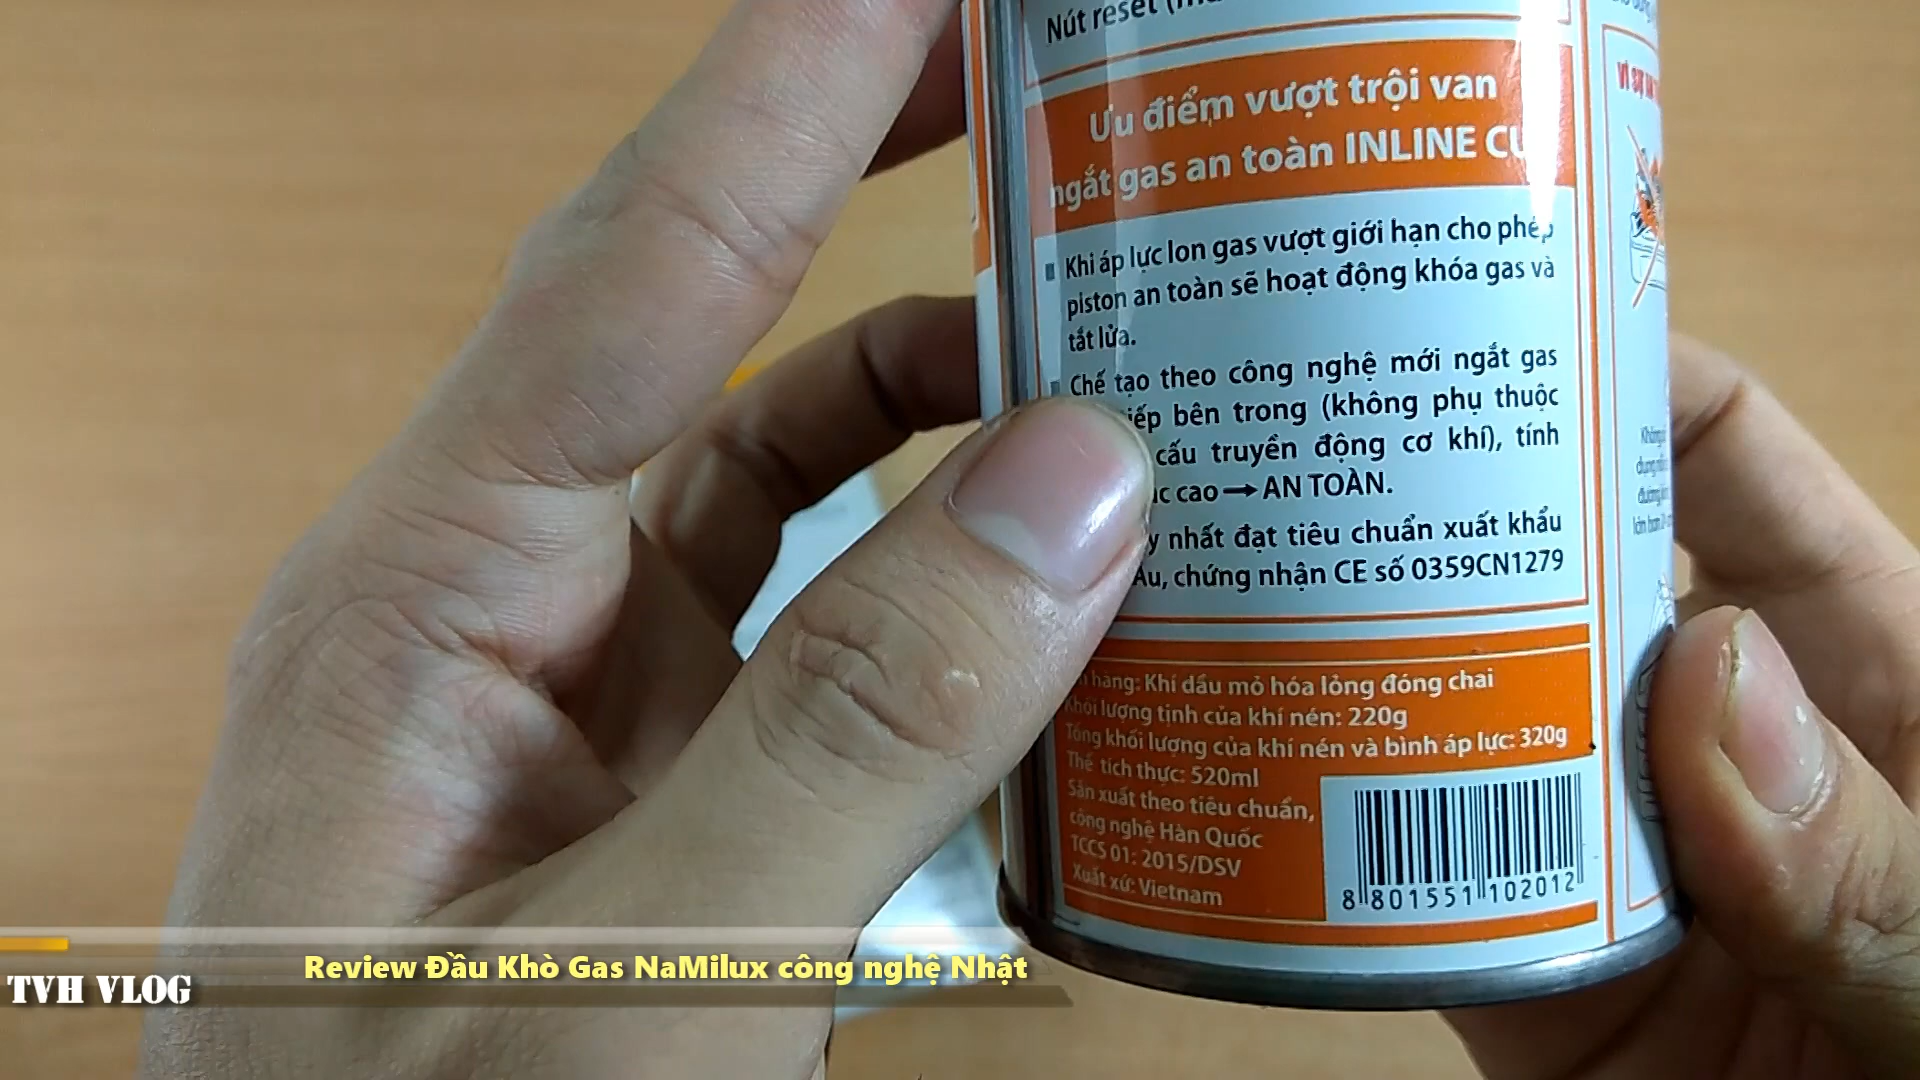 Nút reset
Ưu điểm vượt trội van
ngắt gas an toàn INLINE
Khi áp lực lon gas vượt giới hạn cho phép
piston an toàn sẽ hoạt động khóa gas và
tắt lửa.
Chế tạo theo công nghệ mới ngắt gas
bên trong (không phụ thuộc
cấu truyền động cơ khí), tính
cao → AN TOÀN.
nhất đạt tiêu chuẩn xuất khẩu
Âu, chứng nhận CE số 0359CN1279
hàng: Khí dầu mỏ hóa lỏng đóng chai
Khối lượng tịnh của khí nén: 220g
Tổng khối lượng của khí nén và bình áp lực: 320g
Thể tích thực: 520ml
Sản xuất theo tiêu chuẩn,
công nghệ Hàn Quốc
TCCS 01: 2015/DSV
Xuất xứ: Vietnam
8 801551 102012
TVH VLOG
Review Đầu Khò Gas NaMilux công nghệ Nhật